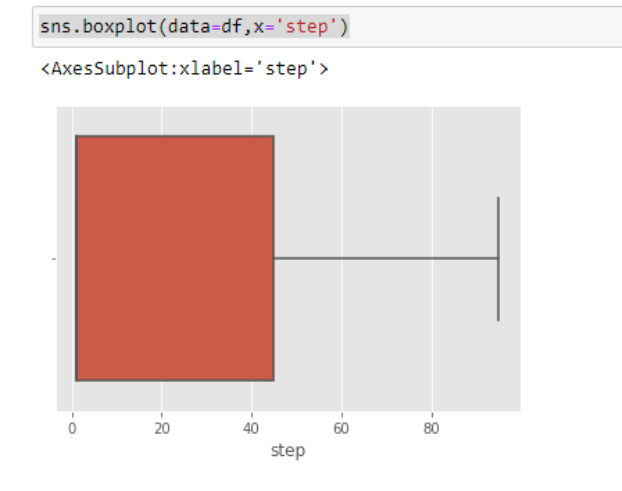 sns.boxplot(data=df,x='step')
<AxesSubplot:xlabel='step'>
0 20 40 60 80
step